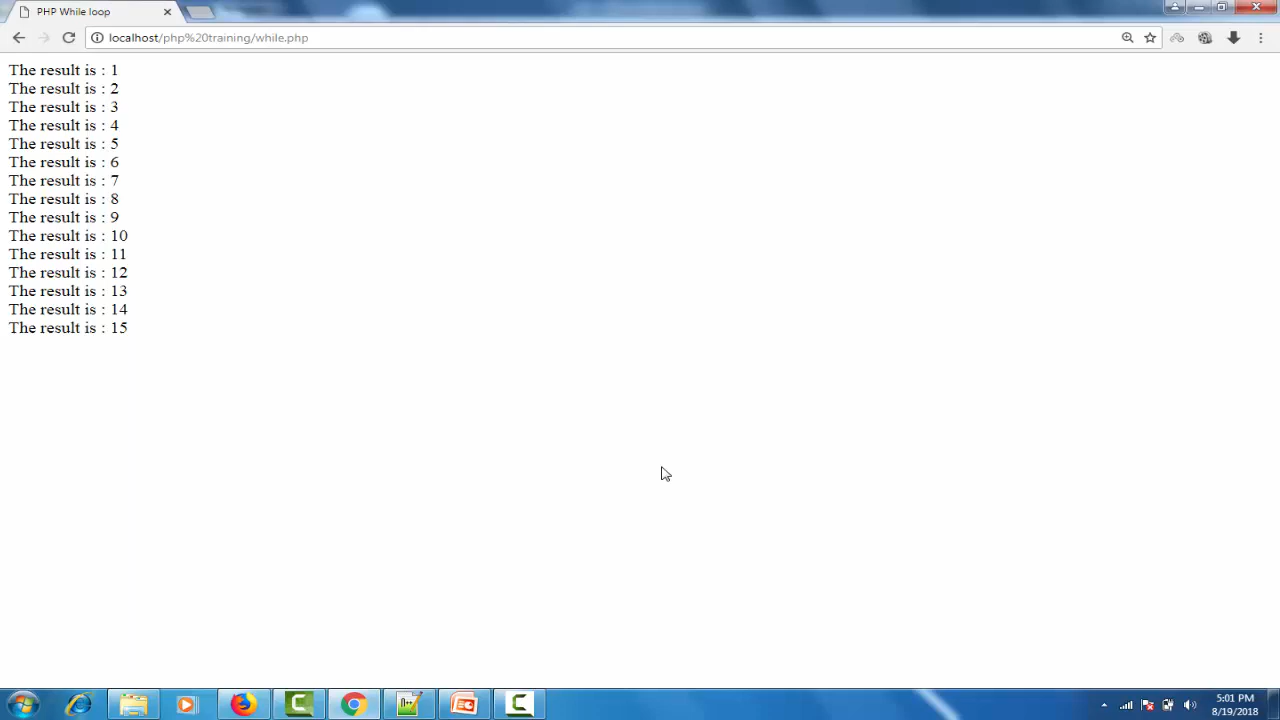 PHP While loop
localhost/php%20training/while.php
The result is : 1
The result is : 2
The result is : 3
The result is : 4
The result is : 5
The result is : 6
The result is : 7
The result is : 8
The result is : 9
The result is : 10
The result is : 11
The result is : 12
The result is : 13
The result is : 14
The result is : 15
5:01 PM
8/19/2018